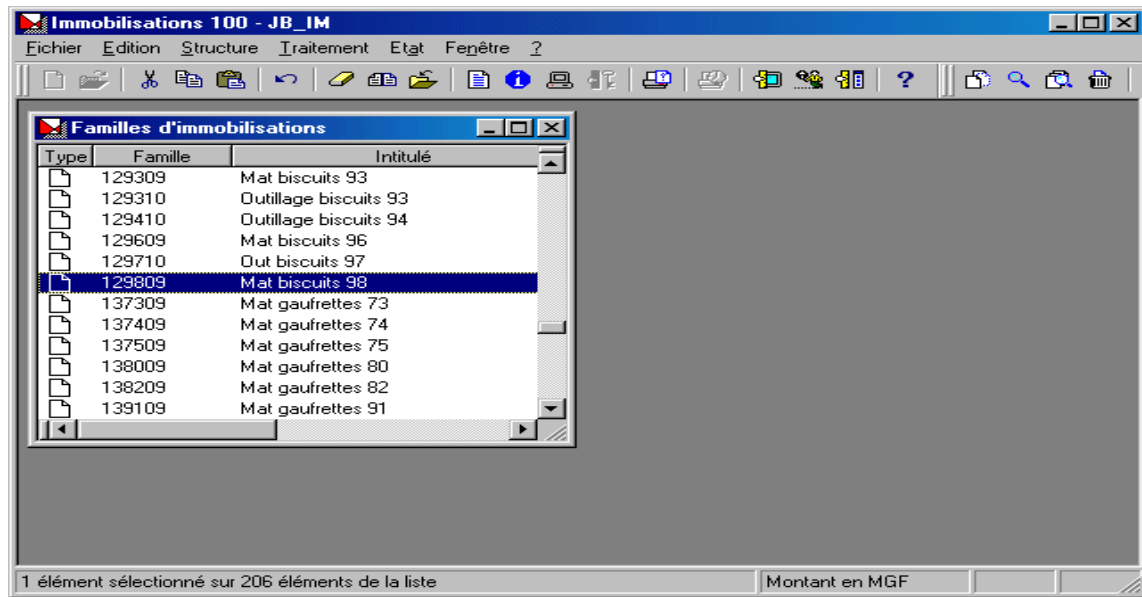 Immobilisations 100 - JB_IM
Eichier Edition Structure Traitement Etat Fenêtre ?
Familles d'immobilisations
Type Famille Intitulé
129309 Mat biscuits 93
129310 Outillage biscuits 93
129410 Outillage biscuits 94
129609 Mat biscuits 96
129710 Out biscuits 97
129809 Mat biscuits 98
137309 Mat gaufrettes 73
137409 Mat gaufrettes 74
137509 Mat gaufrettes 75
138009 Mat gaufrettes 80
138209 Mat gaufrettes 82
139109 Mat gaufrettes 91
1 élément sélectionné sur 206 éléments de la liste Montant en MGF